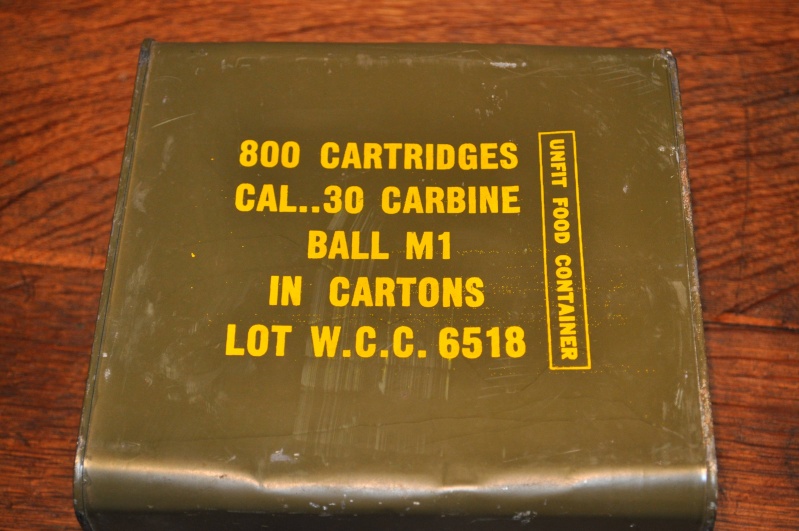 800 CARTRIDGES
CAL..30 CARBINE
BALL M1
IN CARTONS
LOT W.C.C. 6518
UNFIT FOOD CONTAINER